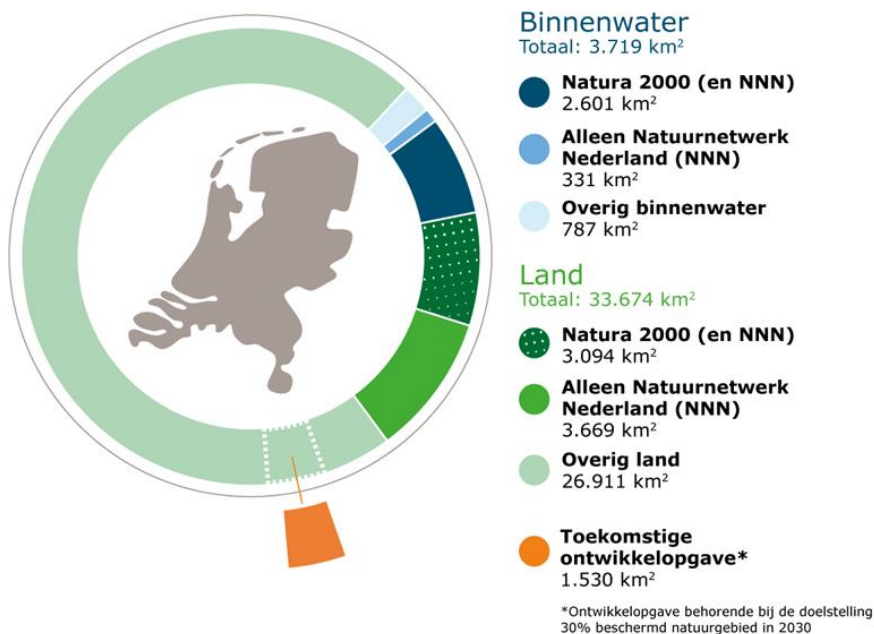 Binnenwater
Totaal: 3.719 km²
Natura 2000 (en NNN)
2.601 km²
Alleen Natuurnetwerk
Nederland (NNN)
331 km²
Overig binnenwater
787 km²
Land
Totaal: 33.674 km²
Natura 2000 (en NNN)
3.094 km²
Alleen Natuurnetwerk
Nederland (NNN)
3.669 km²
Overig land
26.911 km²
Toekomstige
ontwikkelopgave*
1.530 km²
*Ontwikkelopgave behorende bij de doelstelling
30% beschermd natuurgebied in 2030